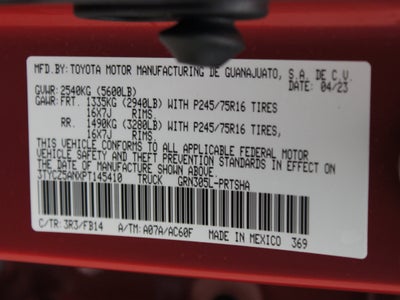 MFD.BY: TOYOTA MOTOR MANUFACTURING DE GUANAJUATO, S.A. DE C.V.
GVWR: 2540KG (5600LB) DATE: 04/23
GAWR: FRT. 1335KG (2940LB) WITH P245/75R16 TIRES
16X7J RIMS,
RR. 1490KG (3280LB) WITH P245/75R16 TIRES,
16X7J RIMS.
THIS VEHICLE CONFORMS TO ALL APPLICABLE FEDERAL MOTOR
VEHICLE SAFETY AND THEFT PREVENTION STANDARDS IN EFFECT ON
THE DATE OF MANUFACTURE SHOWN ABOVE.
3TYCZ5ANXPT145410 TRUCK GRN305L-PRTSHA
C/TR: 3R3/FB14 A/TM: A07A/AC60F MADE IN MEXICO 369